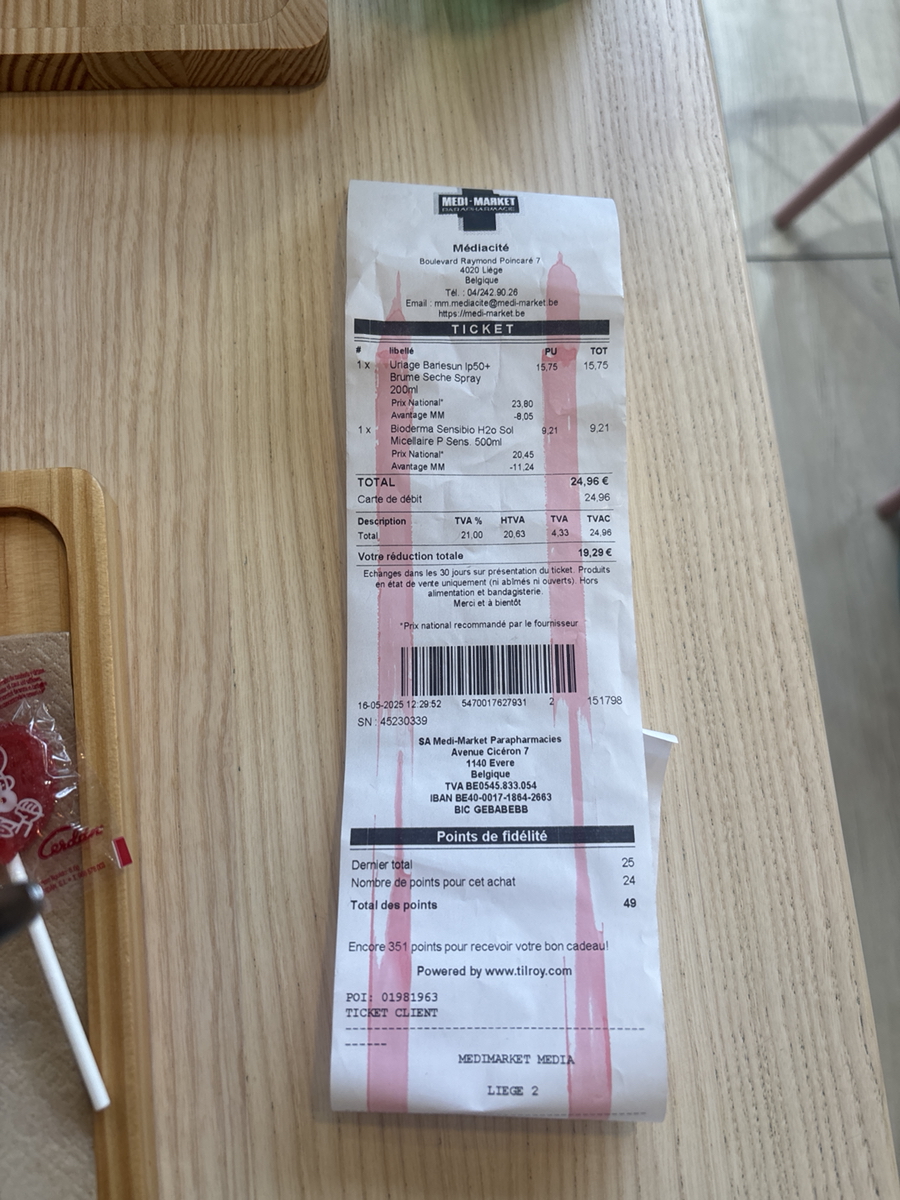 MEDI-MARKET
PARAPHARMACIE
Médiacité
Boulevard Raymond Poincaré 7
4020 Liège
Belgique
Tél. : 04/242.90.26
Email : mm.mediacite@medi-market.be
https://medi-market.be
TICKET
# libellé PU TOT
1 x Uriage Bariesun Ip50+ 15,75 15,75
Brume Seche Spray
200ml
Prix National* 23,80
Avantage MM -8,05
1 x Bioderma Sensibio H2o Sol 9,21 9,21
Micellaire P Sens. 500ml
Prix National* 20,45
Avantage MM -11,24
TOTAL 24,96 €
Carte de débit 24,96
Description TVA % HTVA TVA TVAC
Total 21,00 20,63 4,33 24,96
Votre réduction totale 19,29 €
Echanges dans les 30 jours sur présentation du ticket. Produits
en état de vente uniquement (ni abîmés ni ouverts). Hors
alimentation et bandagisterie.
Merci et à bientôt
*Prix national recommandé par le fournisseur
16-05-2025 12:29:52 5470017627931 2 151798
SN : 45230339
SA Medi-Market Parapharmacies
Avenue Cicéron 7
1140 Evere
Belgique
TVA BE0545.833.054
IBAN BE40-0017-1864-2663
BIC GEBABEBB
Points de fidélité
Dernier total 25
Nombre de points pour cet achat 24
Total des points 49
Encore 351 points pour recevoir votre bon cadeau!
Powered by www.tilroy.com
POI: 01981963
TICKET CLIENT
--------------------------------------
------
MEDIMARKET MEDIA
LIEGE 2
Cerdán